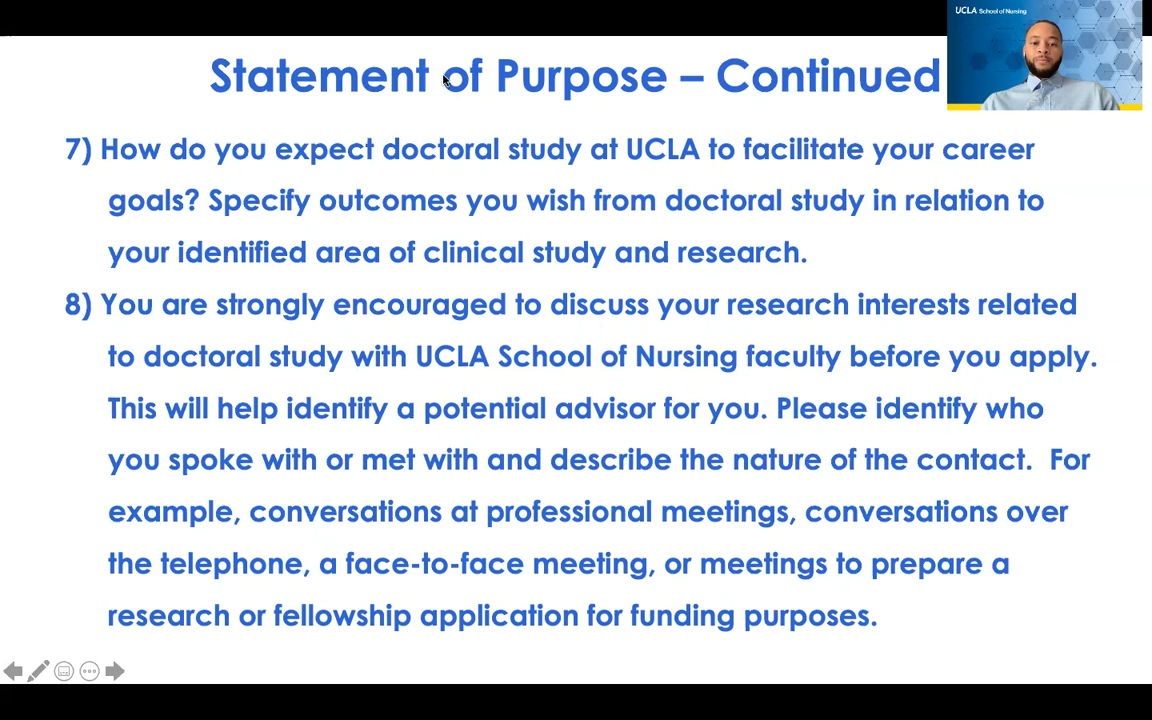 UCLA School of Nursing
Statement of Purpose – Continued
7) How do you expect doctoral study at UCLA to facilitate your career
goals? Specify outcomes you wish from doctoral study in relation to
your identified area of clinical study and research.
8) You are strongly encouraged to discuss your research interests related
to doctoral study with UCLA School of Nursing faculty before you apply.
This will help identify a potential advisor for you. Please identify who
you spoke with or met with and describe the nature of the contact.  For
example, conversations at professional meetings, conversations over
the telephone, a face-to-face meeting, or meetings to prepare a
research or fellowship application for funding purposes.